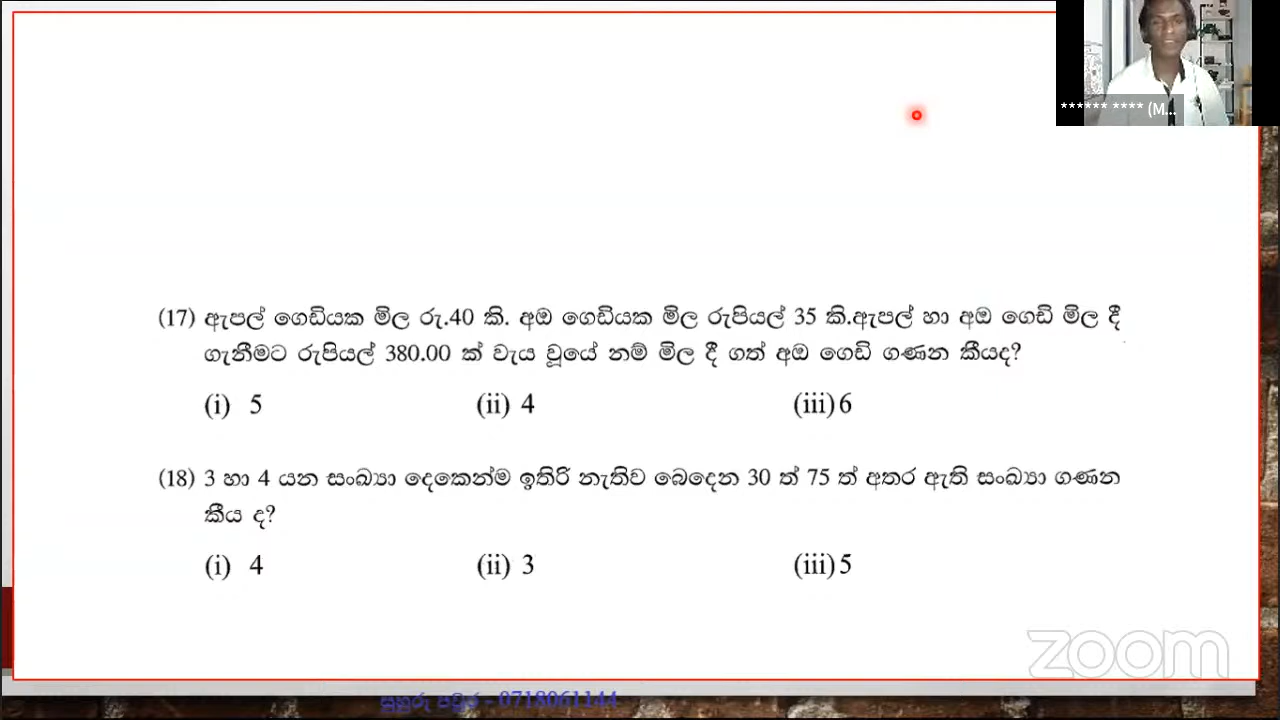 ****** **** (M...
(17) ඇපල් ගෙඩියක මිල රු.40 කි. අඹ ගෙඩියක මිල රුපියල් 35 කි.ඇපල් හා අඹ ගෙඩි මිල දී
ගැනීමට රුපියල් 380.00 ක් වැය වූයේ නම් මිල දී ගත් අඹ ගෙඩි ගණන කීයද?
(i) 5 (ii) 4 (iii) 6
(18) 3 හා 4 යන සංඛ්‍යා දෙකෙන්ම ඉතිරි නැතිව බෙදෙන 30 ත් 75 ත් අතර ඇති සංඛ්‍යා ගණන
කීය ද?
(i) 4 (ii) 3 (iii) 5
zoom
- 0718061144